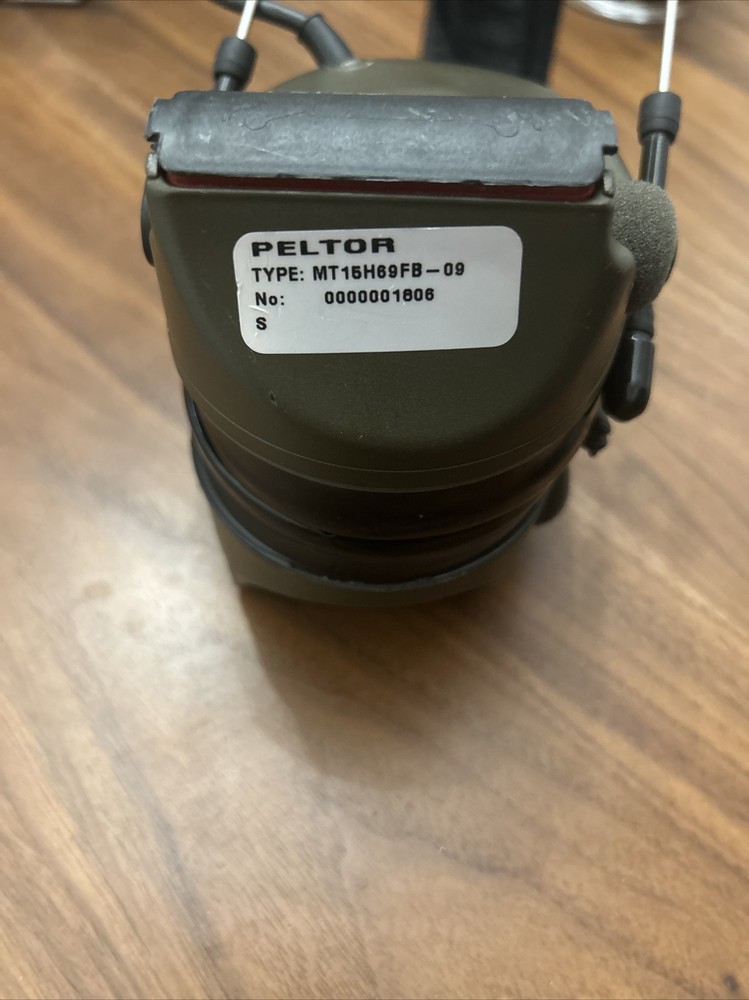 PELTOR
TYPE: MT15H69FB-09
No: 0000001806
S